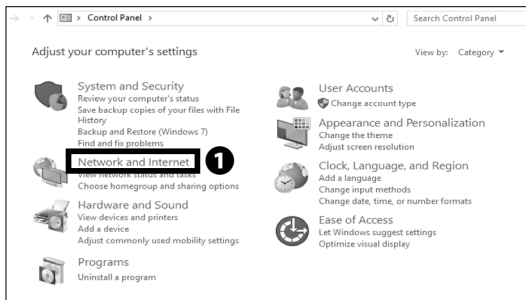 Control Panel
Search Control Panel
Adjust your computer's settings
View by: Category
System and Security
Review your computer's status
Save backup copies of your files with File
History
Backup and Restore (Windows 7)
Find and fix problems
Network and Internet
1
View network status and tasks
Choose homegroup and sharing options
Hardware and Sound
View devices and printers
Add a device
Adjust commonly used mobility settings
Programs
Uninstall a program
User Accounts
Change account type
Appearance and Personalization
Change the theme
Adjust screen resolution
Clock, Language, and Region
Add a language
Change input methods
Change date, time, or number formats
Ease of Access
Let Windows suggest settings
Optimize visual display